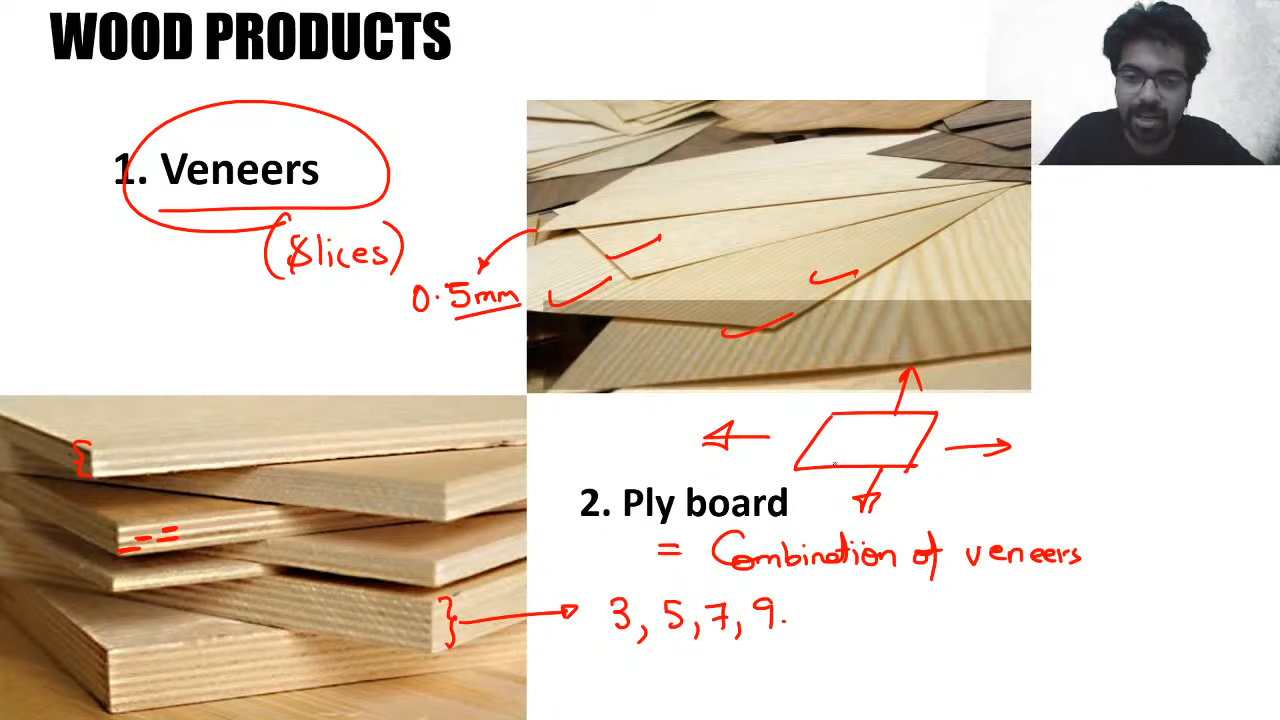 WOOD PRODUCTS
1. Veneers
(Slices)
0.5mm
2. Ply board
= Combination of veneers
3, 5, 7, 9.